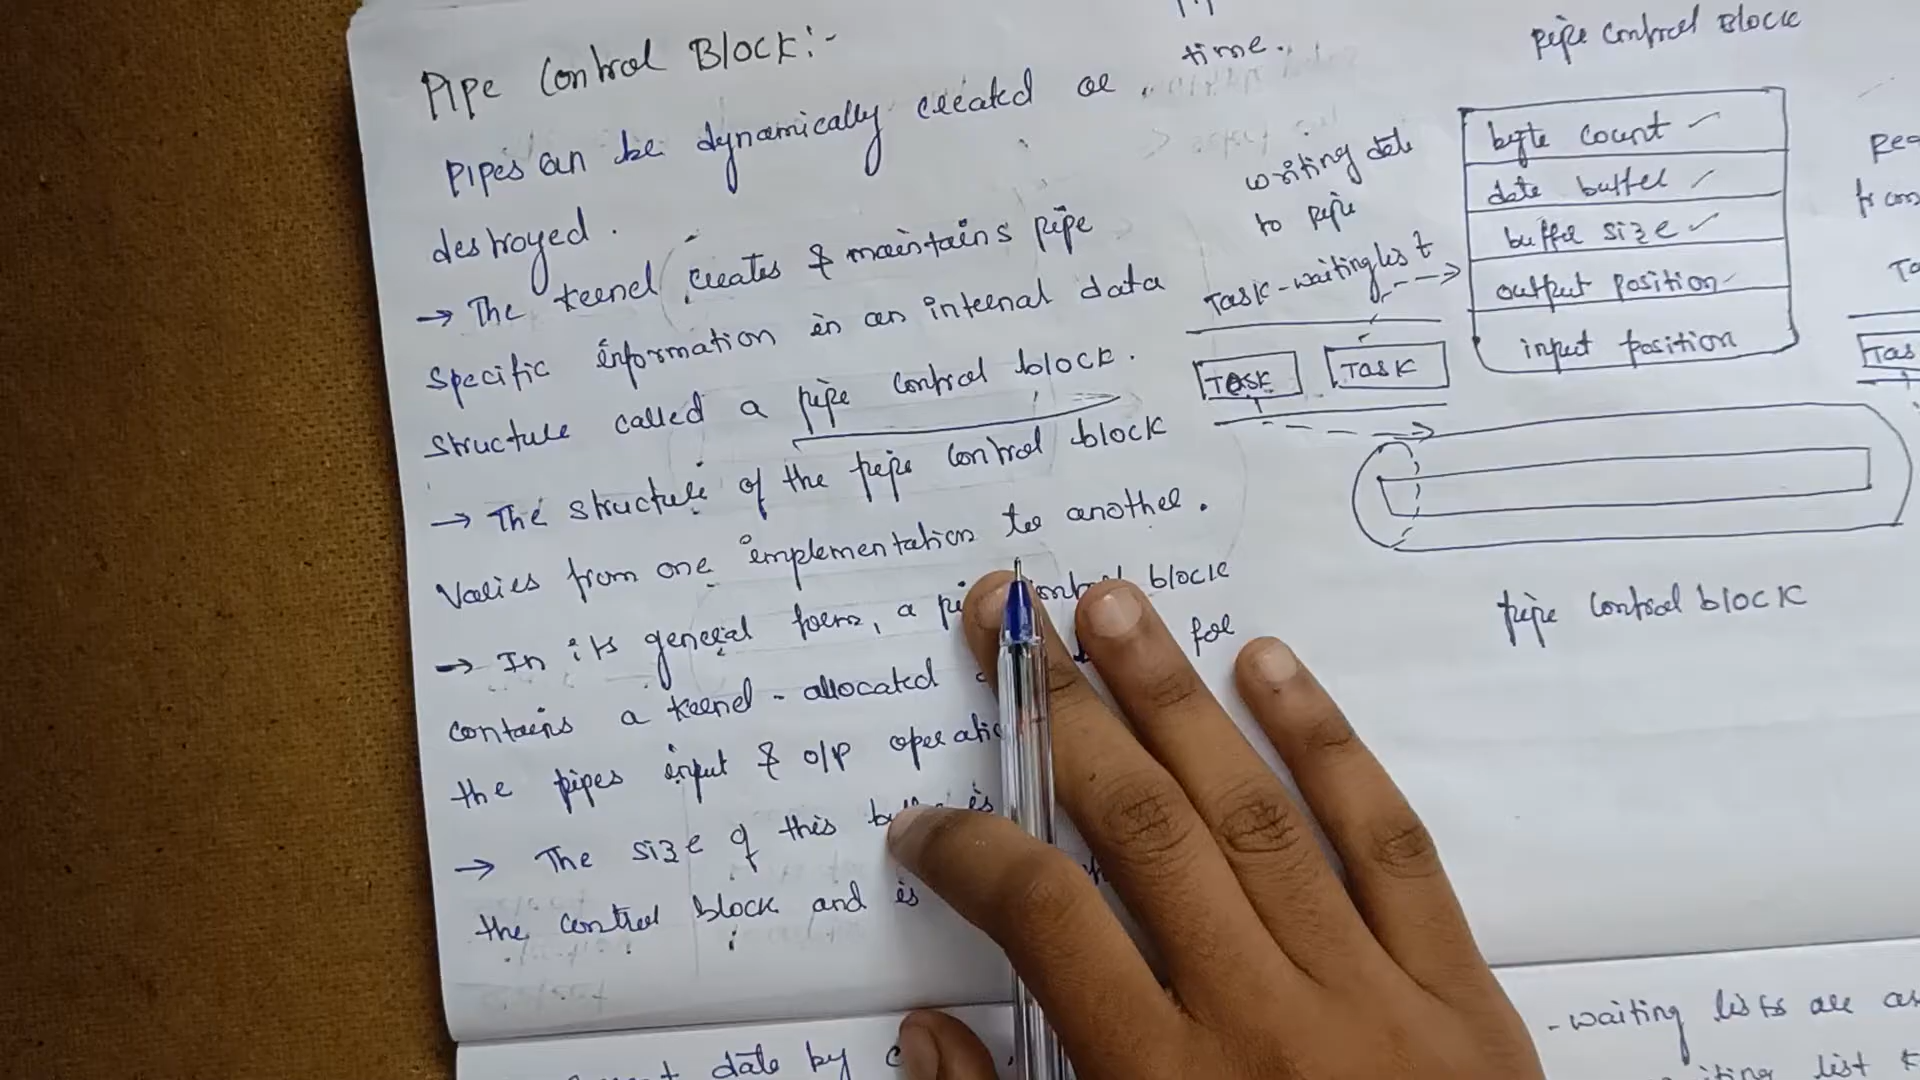 Pipe Control Block:-
Pipes can be dynamically created or
destroyed.
→ The kernel creates & maintains pipe
specific information in an internal data
structure called a pipe control block.
→ The structure of the pipe control block
varies from one implementation to another.
→ In its general form, a control block
contains a kernel - allocated for
the pipes input & o/p
→ The size of this is
the control block and is
date by
time.
writing data
to pipe
Task-waiting list
TASK
TASK
pipe control Block
byte count
data buffer
buffer size
output position
input position
pipe control block
-waiting lists are
list